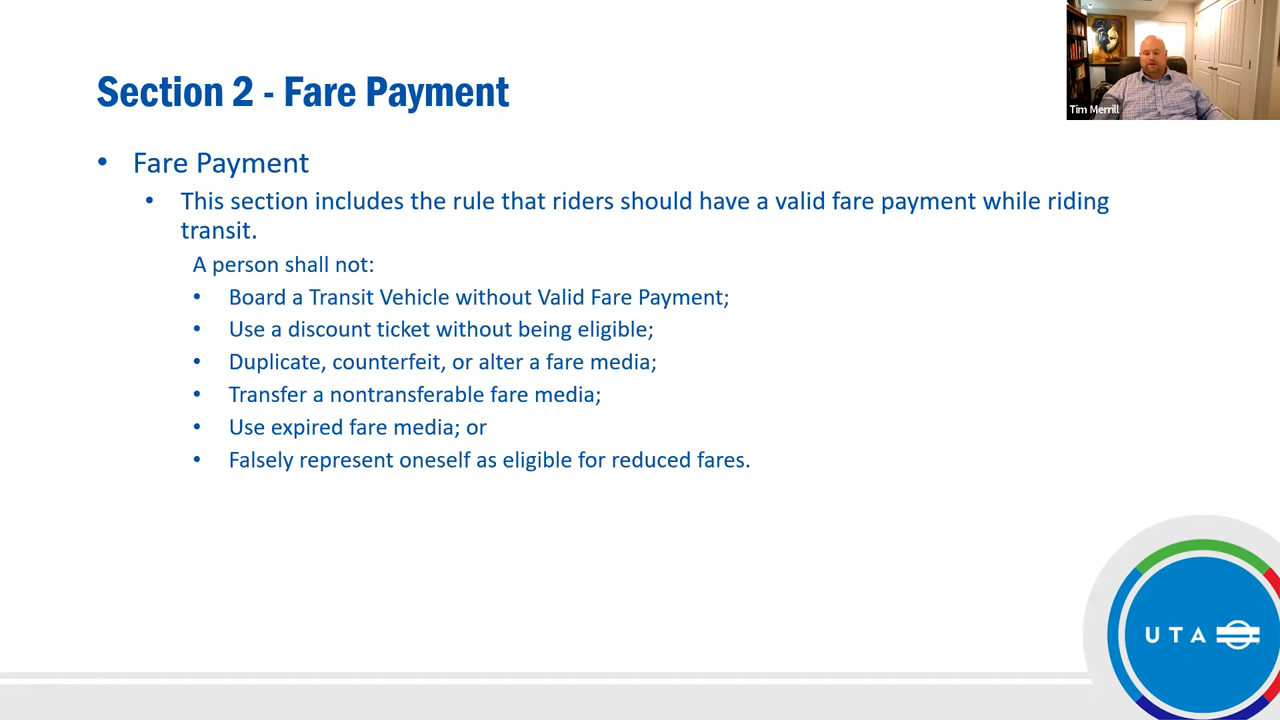 Section 2 - Fare Payment
Tim Merrill
• Fare Payment
• This section includes the rule that riders should have a valid fare payment while riding
transit.
A person shall not:
• Board a Transit Vehicle without Valid Fare Payment;
• Use a discount ticket without being eligible;
• Duplicate, counterfeit, or alter a fare media;
• Transfer a nontransferable fare media;
• Use expired fare media; or
• Falsely represent oneself as eligible for reduced fares.
UTA